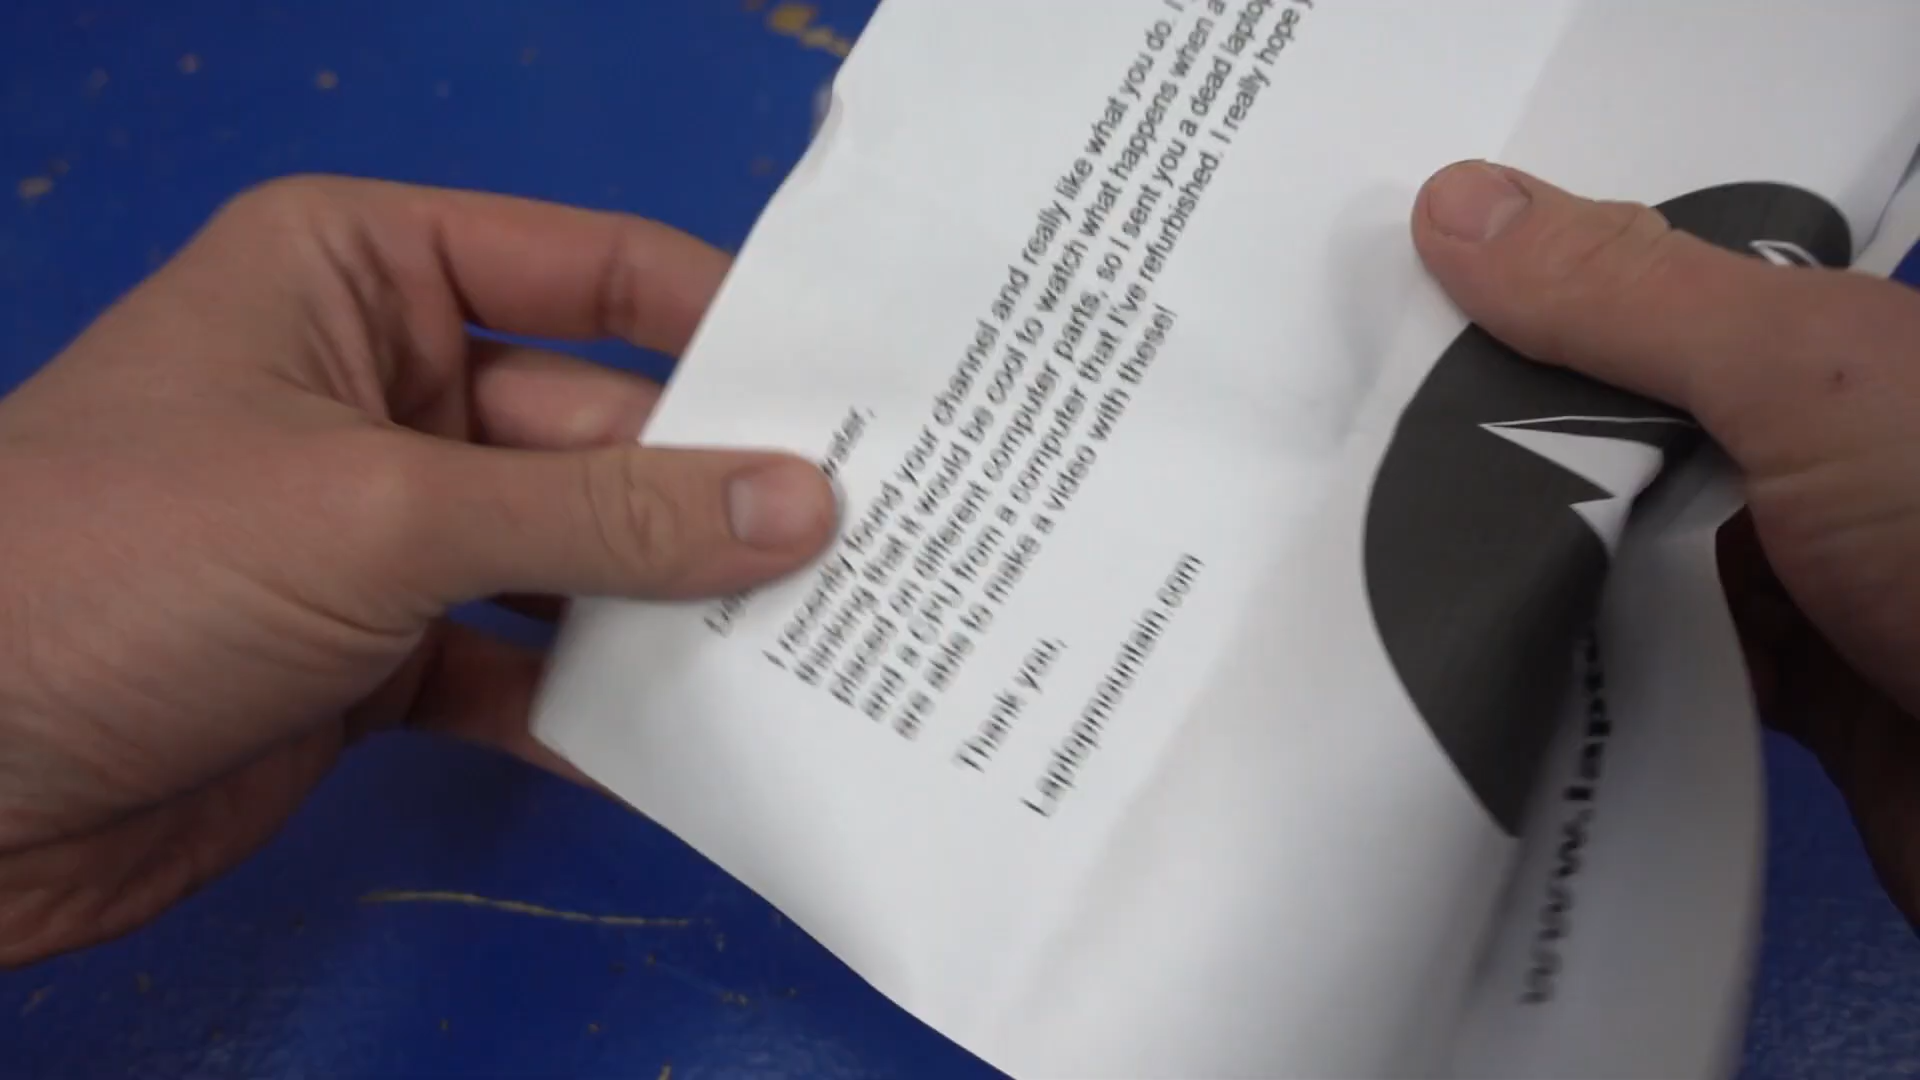 I recently found your channel and really like what you do. I
thinking that it would be cool to watch what happens when a
placed on different computer parts, so I sent you a dead laptop
and a CPU from a computer that I've refurbished. I really hope
are able to make a video with these!
Thank you,
Laptopmountain.com